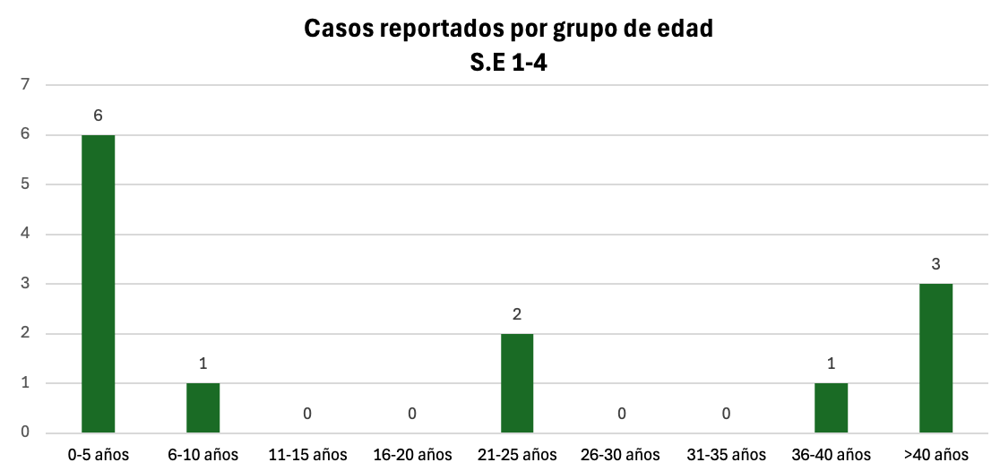 Casos reportados por grupo de edad
S.E 1-4
7
6
5
4
3
2
1
0
6
1
0
0
2
0
0
1
3
0-5 años
6-10 años
11-15 años
16-20 años
21-25 años
26-30 años
31-35 años
36-40 años
>40 años